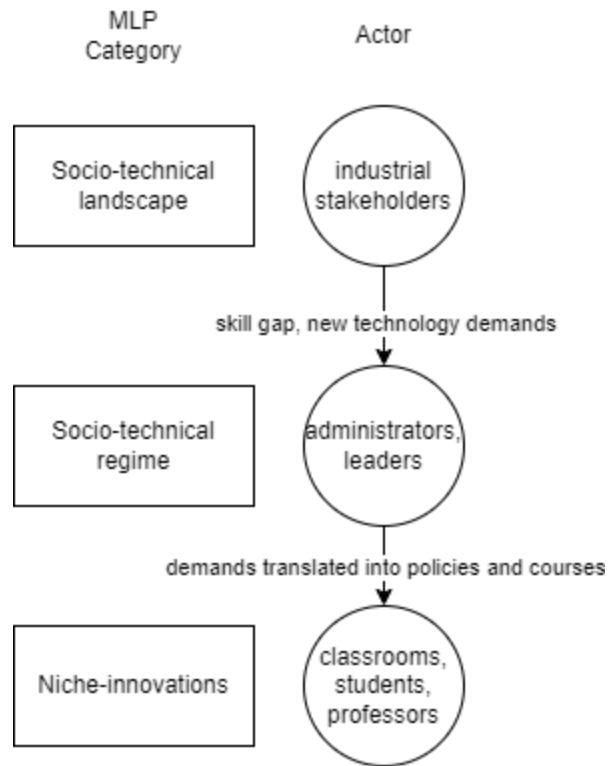 MLP
Category
Actor
Socio-technical
landscape
industrial
stakeholders
skill gap, new technology demands
Socio-technical
regime
administrators,
leaders
demands translated into policies and courses
Niche-innovations
classrooms,
students,
professors